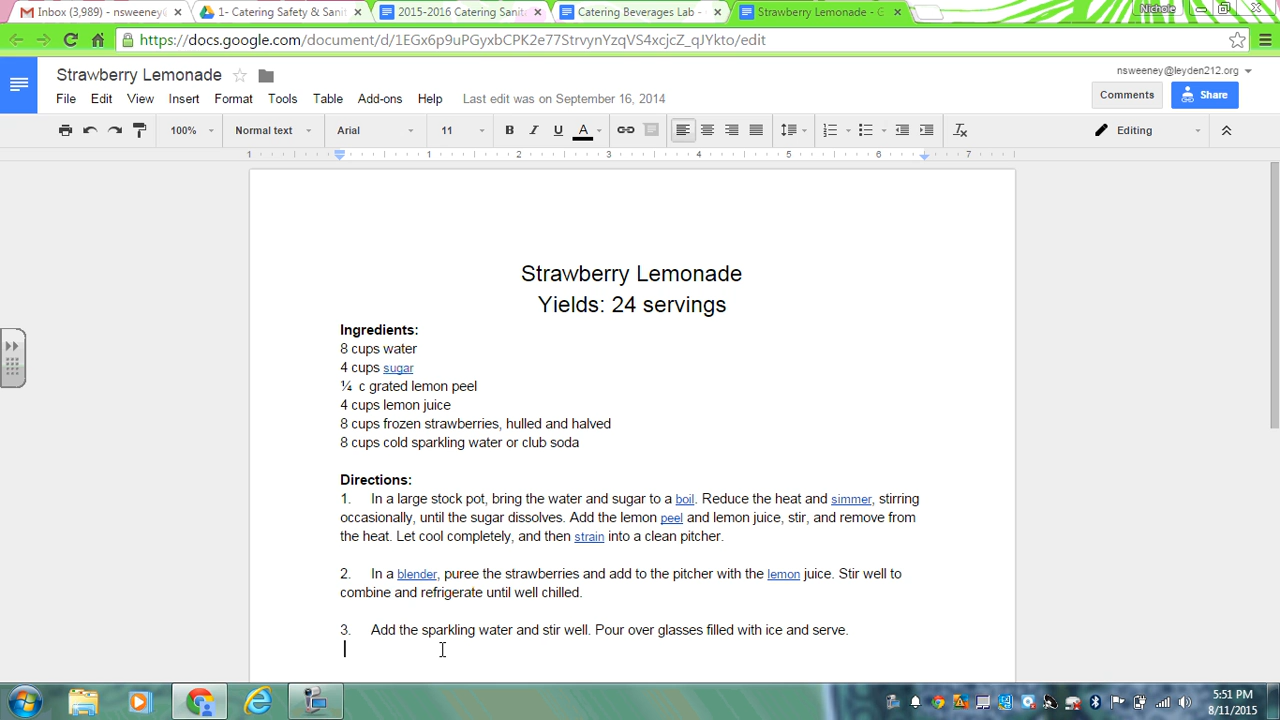 Inbox (3,989) - nsweeney@
1- Catering Safety & Sanit
2015-2016 Catering Sanit
Catering Beverages Lab -
Strawberry Lemonade - G
Nichole
https://docs.google.com/document/d/1EGx6p9uPGyxbCPK2e77StrvynYzqVS4xcjcZ_qJYkto/edit
Strawberry Lemonade
nsweeney@leyden212.org
File Edit View Insert Format Tools Table Add-ons Help Last edit was on September 16, 2014
Comments Share
100% Normal text Arial 11 B I U A Editing
1 1 2 3 4 5 6 7
Strawberry Lemonade
Yields: 24 servings
Ingredients:
8 cups water
4 cups sugar
¼ c grated lemon peel
4 cups lemon juice
8 cups frozen strawberries, hulled and halved
8 cups cold sparkling water or club soda
Directions:
1. In a large stock pot, bring the water and sugar to a boil. Reduce the heat and simmer, stirring
occasionally, until the sugar dissolves. Add the lemon peel and lemon juice, stir, and remove from
the heat. Let cool completely, and then strain into a clean pitcher.
2. In a blender, puree the strawberries and add to the pitcher with the lemon juice. Stir well to
combine and refrigerate until well chilled.
3. Add the sparkling water and stir well. Pour over glasses filled with ice and serve.
5:51 PM
8/11/2015